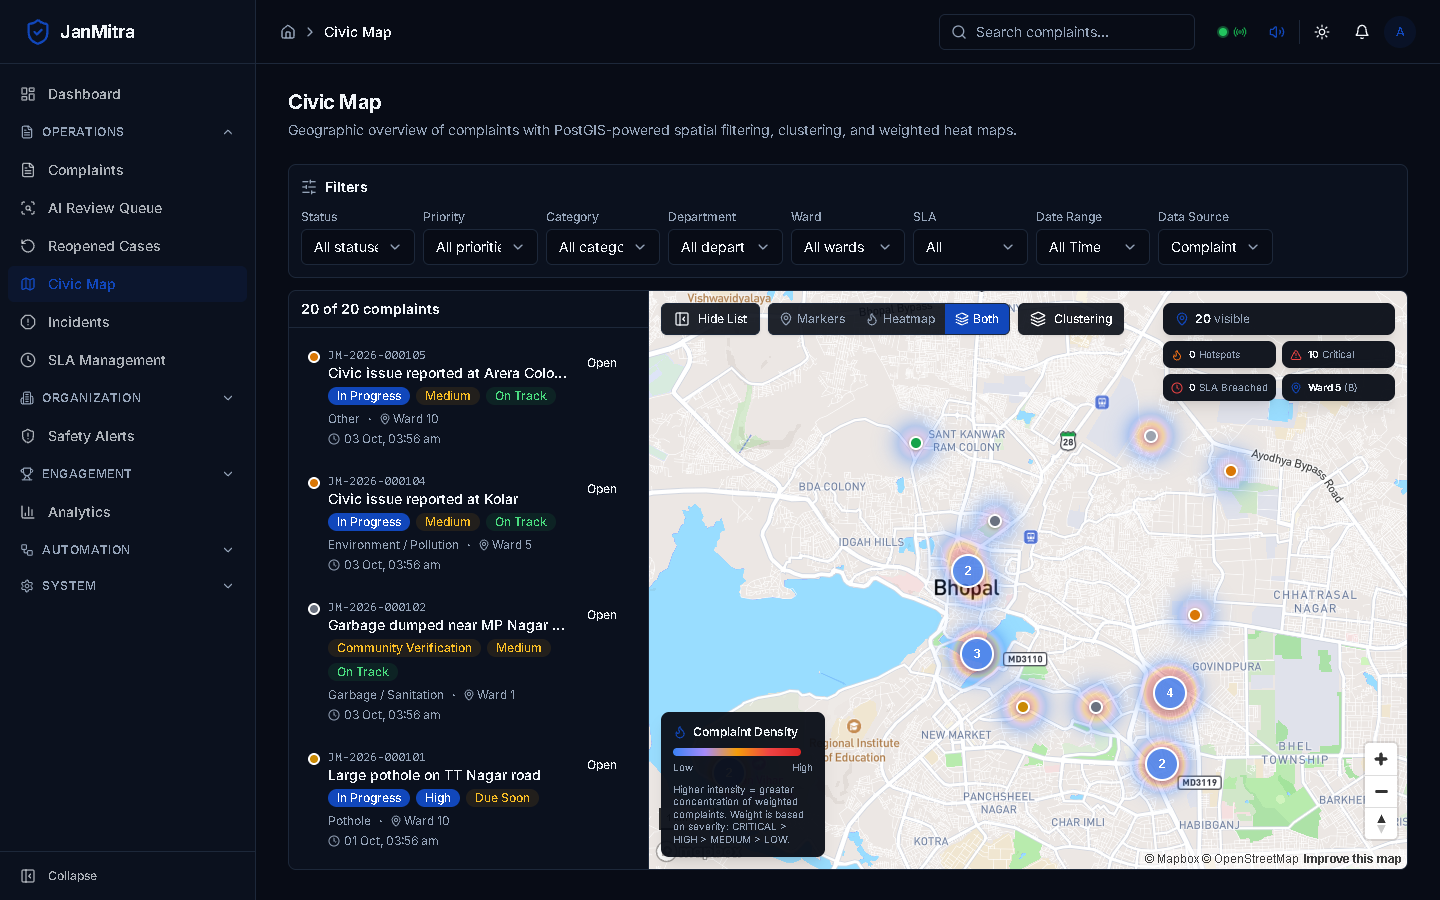 JanMitra
Civic Map
Search complaints...
A
Dashboard
OPERATIONS
Complaints
AI Review Queue
Reopened Cases
Civic Map
Incidents
SLA Management
ORGANIZATION
Safety Alerts
ENGAGEMENT
Analytics
AUTOMATION
SYSTEM
Collapse
Civic Map
Geographic overview of complaints with PostGIS-powered spatial filtering, clustering, and weighted heat maps.
Filters
Status Priority Category Department Ward SLA Date Range Data Source
All statuse All prioritie All catego All depart All wards All All Time Complaint
20 of 20 complaints
JM-2026-000105
Civic issue reported at Arera Colo...
Open
In Progress Medium On Track
Other · Ward 10
03 Oct, 03:56 am
JM-2026-000104
Civic issue reported at Kolar
Open
In Progress Medium On Track
Environment / Pollution · Ward 5
03 Oct, 03:56 am
JM-2026-000102
Garbage dumped near MP Nagar ...
Open
Community Verification Medium
On Track
Garbage / Sanitation · Ward 1
03 Oct, 03:56 am
JM-2026-000101
Large pothole on TT Nagar road
Open
In Progress High Due Soon
Pothole · Ward 10
01 Oct, 03:56 am
Vishwavidyalaya
Hide List Markers Heatmap Both Clustering
20 visible
0 Hotspots 10 Critical
0 SLA Breached Ward 5 (8)
SANT KANWAR
RAM COLONY
28
Ayodhya Bypass Road
BDA COLONY
IDGAH HILLS
2
Bhopal
CHHATRASAL
NAGAR
3
MD3110
GOVINDPURA
4
NEW MARKET
Regional Institute
of Education
BHEL
TOWNSHIP
2
MD3119
PANCHSHEEL
NAGAR
CHAR IMLI
HABIBGANJ
BARKHE
KOTRA
Complaint Density
Low High
2
Higher intensity = greater
concentration of weighted
complaints. Weight is based
on severity: CRITICAL >
HIGH > MEDIUM > LOW.
© Mapbox © OpenStreetMap Improve this map